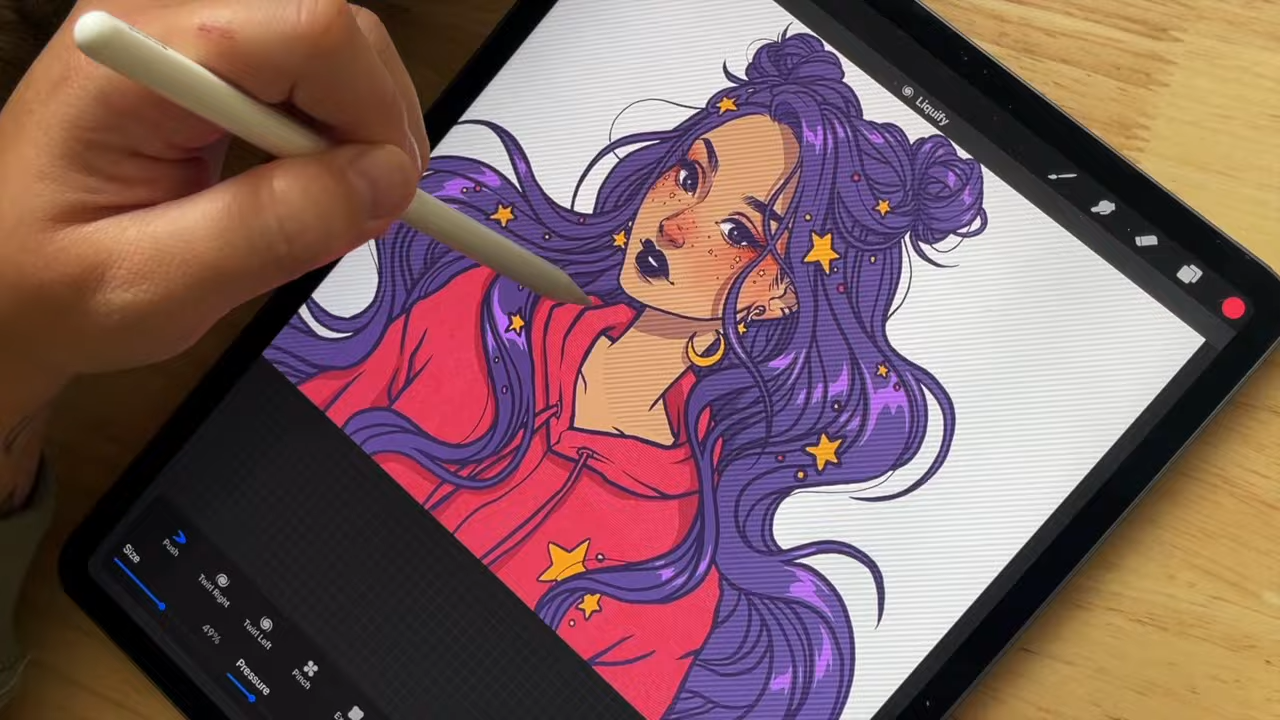 Liquify
Push
Twirl Right
Twirl Left
Pinch
Size
49%
Pressure